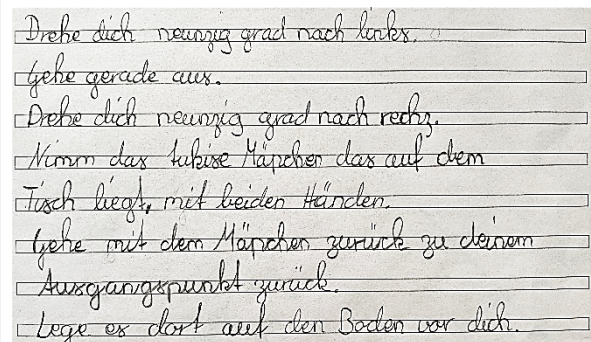 Drehe dich neunzig grad nach links.
Gehe gerade aus.
Drehe dich neunzig grad nach rechz.
Nimm das tukise Mäpchen das auf dem
Tisch liegt, mit beiden Händen.
Gehe mit dem Mäpchen zurück zu deinem
Ausgangspunkt zurück.
Lege es dort auf den Boden vor dich.